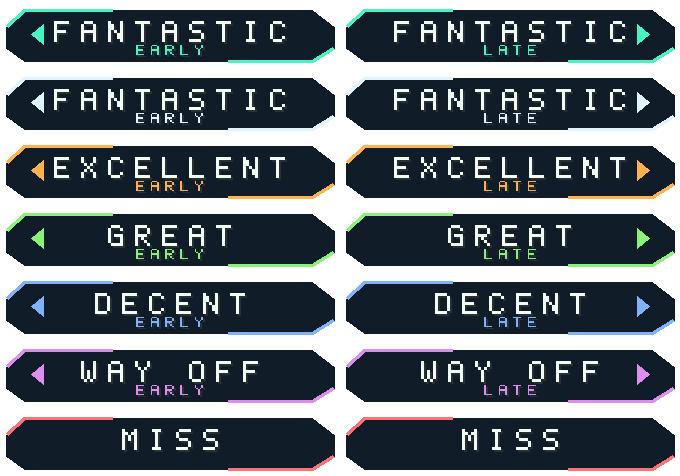 FANTASTIC FANTASTIC
EARLY LATE
FANTASTIC FANTASTIC
EARLY LATE
EXCELLENT EXCELLENT
EARLY LATE
GREAT GREAT
EARLY LATE
DECENT DECENT
EARLY LATE
WAY OFF WAY OFF
EARLY LATE
MISS MISS